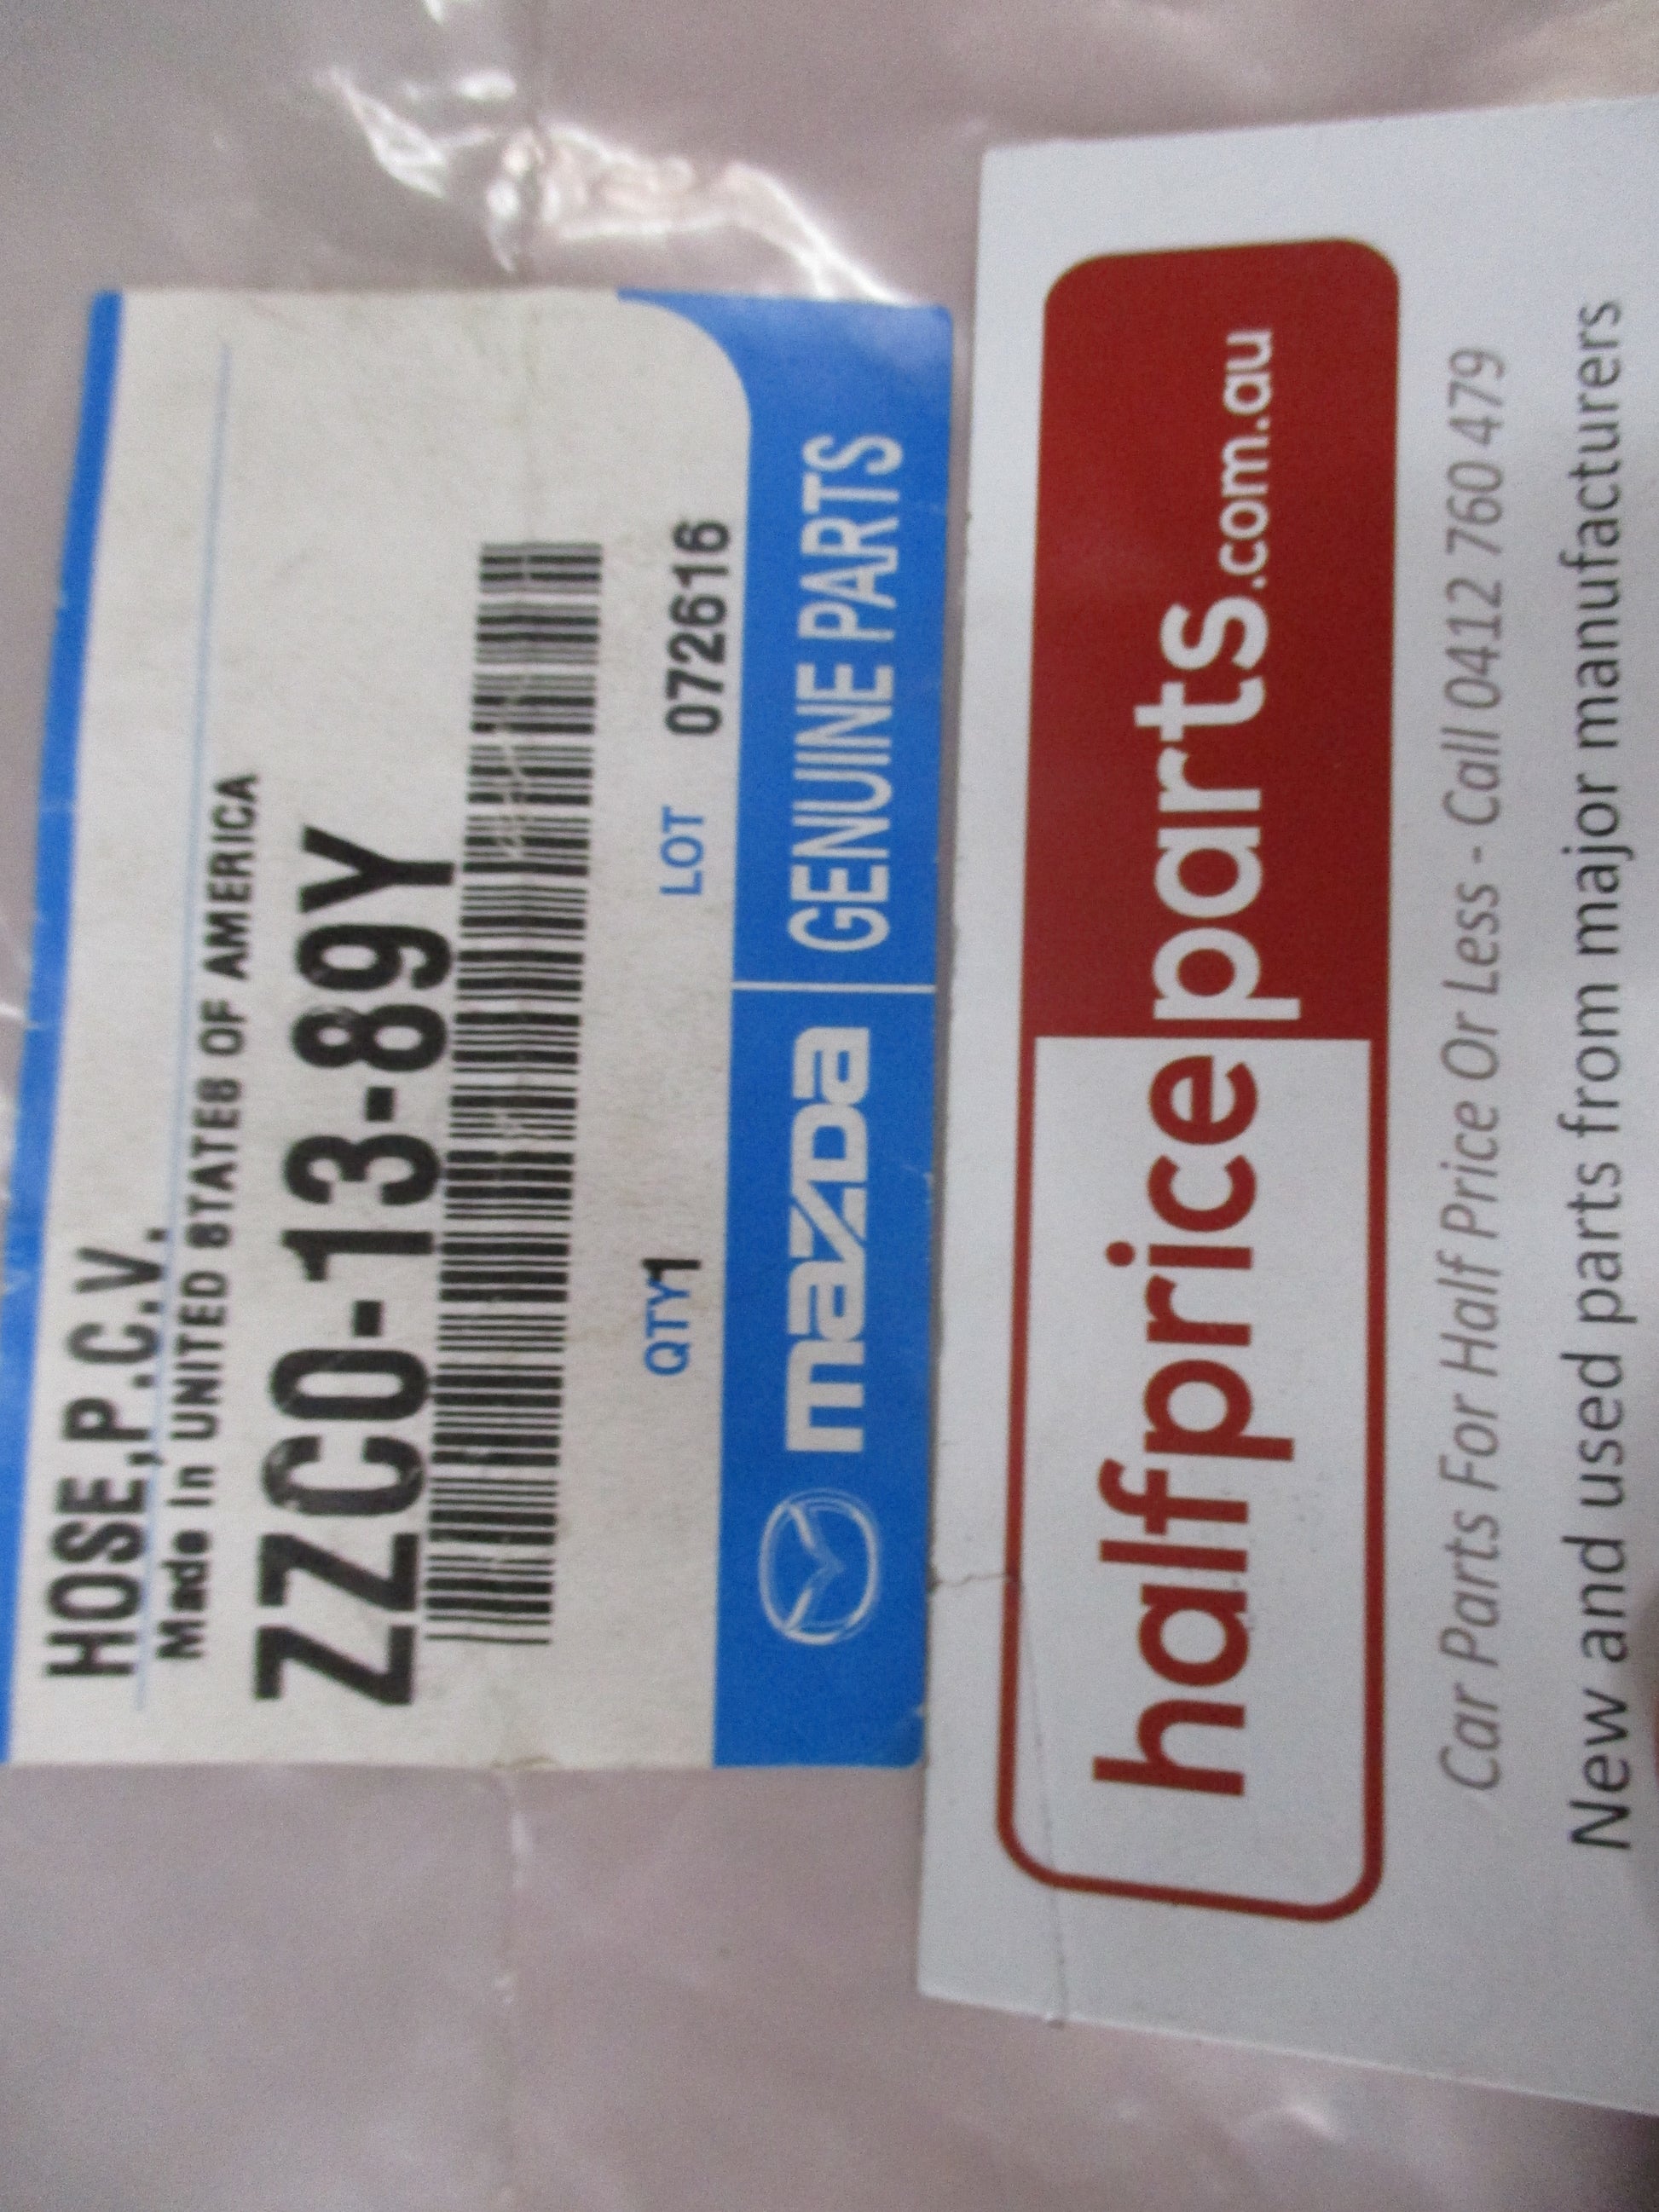 HOSE,P.C.V.
Made In UNITED STATES OF AMERICA
ZZC0-13-89Y
QTY1 LOT 072616
mazda GENUINE PARTS
halfpriceparts.com.au
Car Parts For Half Price Or Less - Call 0412 760 479
New and used parts from major manufacturers